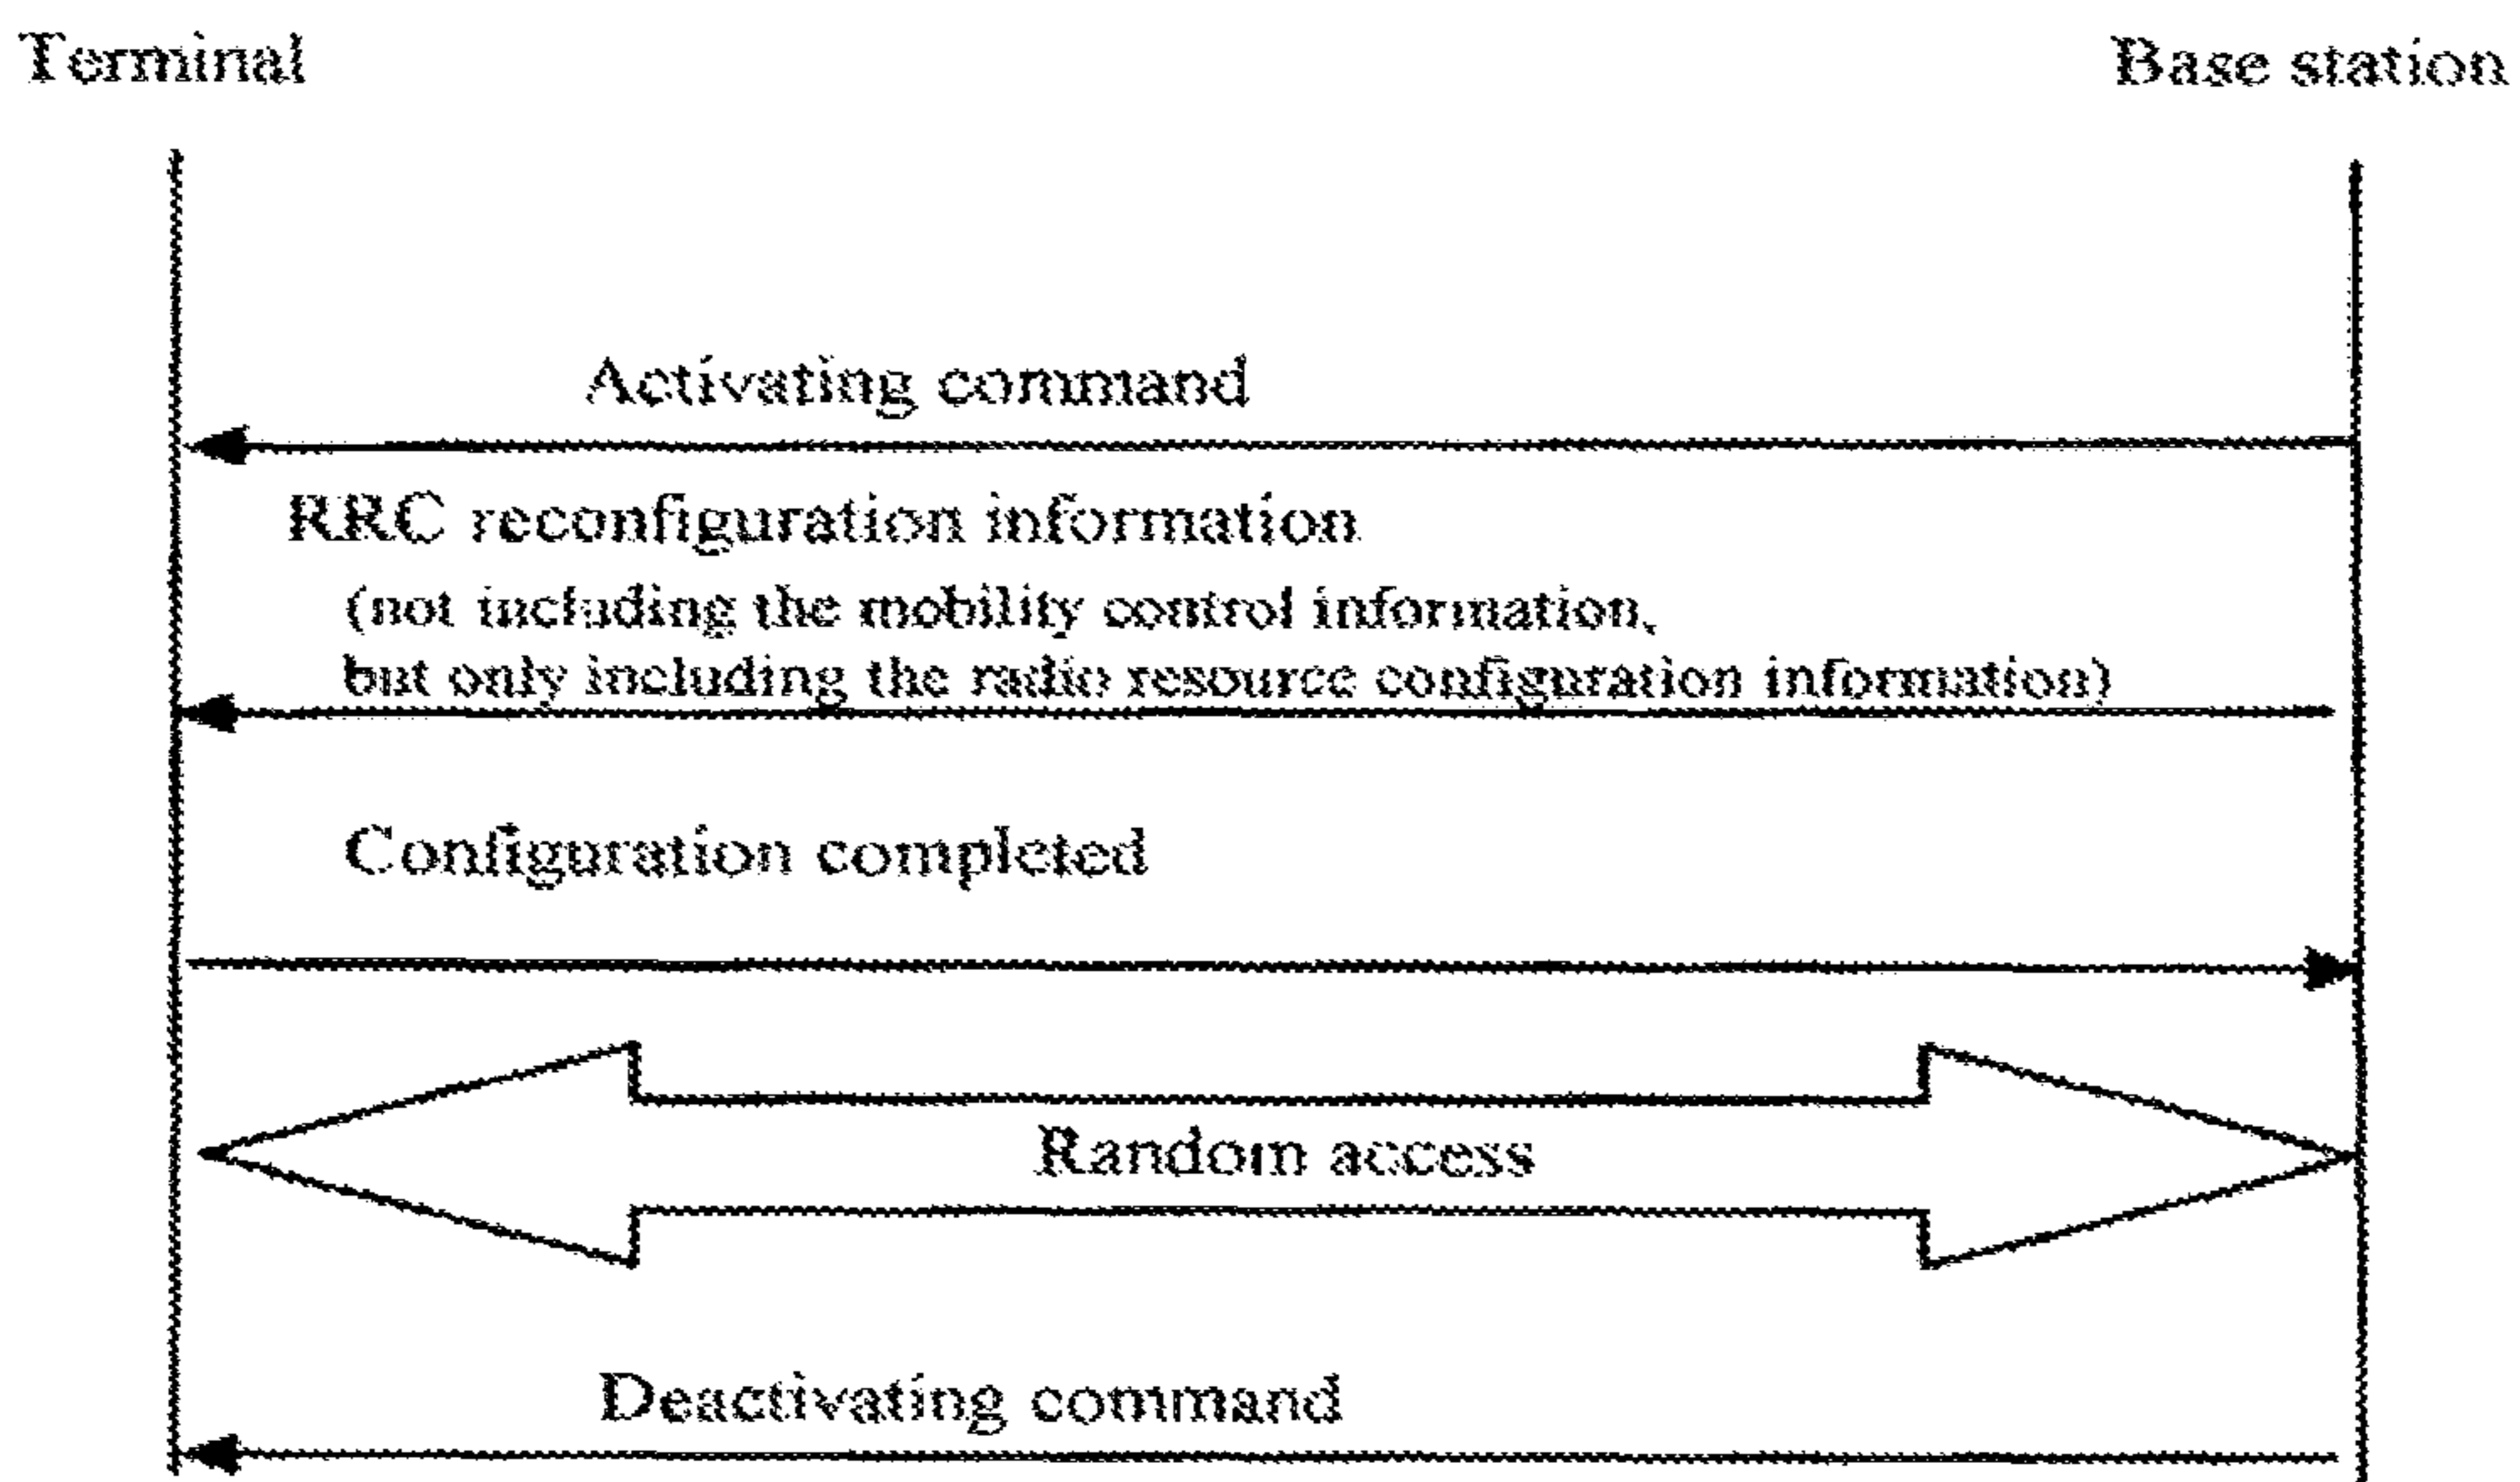 Terminal
Base station
Activating command
RRC reconfiguration information
(not including the mobility control information,
but only including the radio resource configuration information)
Configuration completed
Random access
Deactivating command